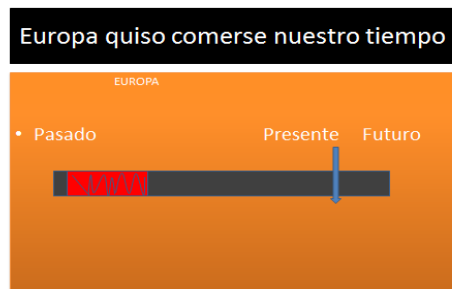 Europa quiso comerse nuestro tiempo
EUROPA
• Pasado Presente Futuro